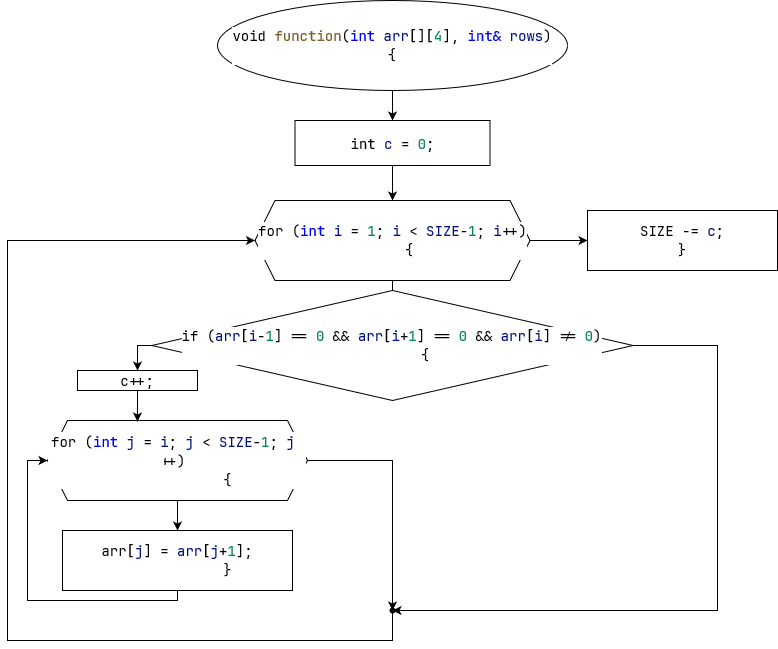 void function(int arr[][4], int& rows)
{
int c = 0;
for (int i = 1; i < SIZE-1; i++)
{
SIZE -= c;
}
if (arr[i-1] == 0 && arr[i+1] == 0 && arr[i] != 0)
{
c++;
for (int j = i; j < SIZE-1; j
++)
{
arr[j] = arr[j+1];
}